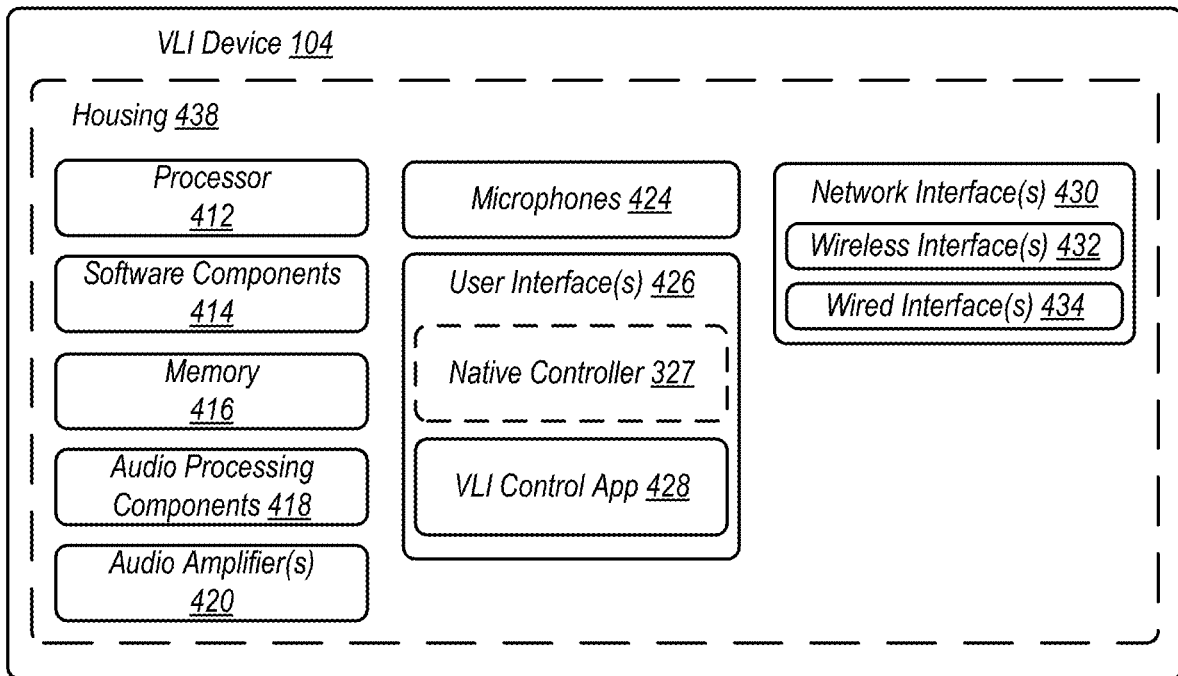 VLI Device 104
Housing 438
Processor
412
Software Components
414
Memory
416
Audio Processing
Components 418
Audio Amplifier(s)
420
Microphones 424
User Interface(s) 426
Native Controller 327
VLI Control App 428
Network Interface(s) 430
Wireless Interface(s) 432
Wired Interface(s) 434